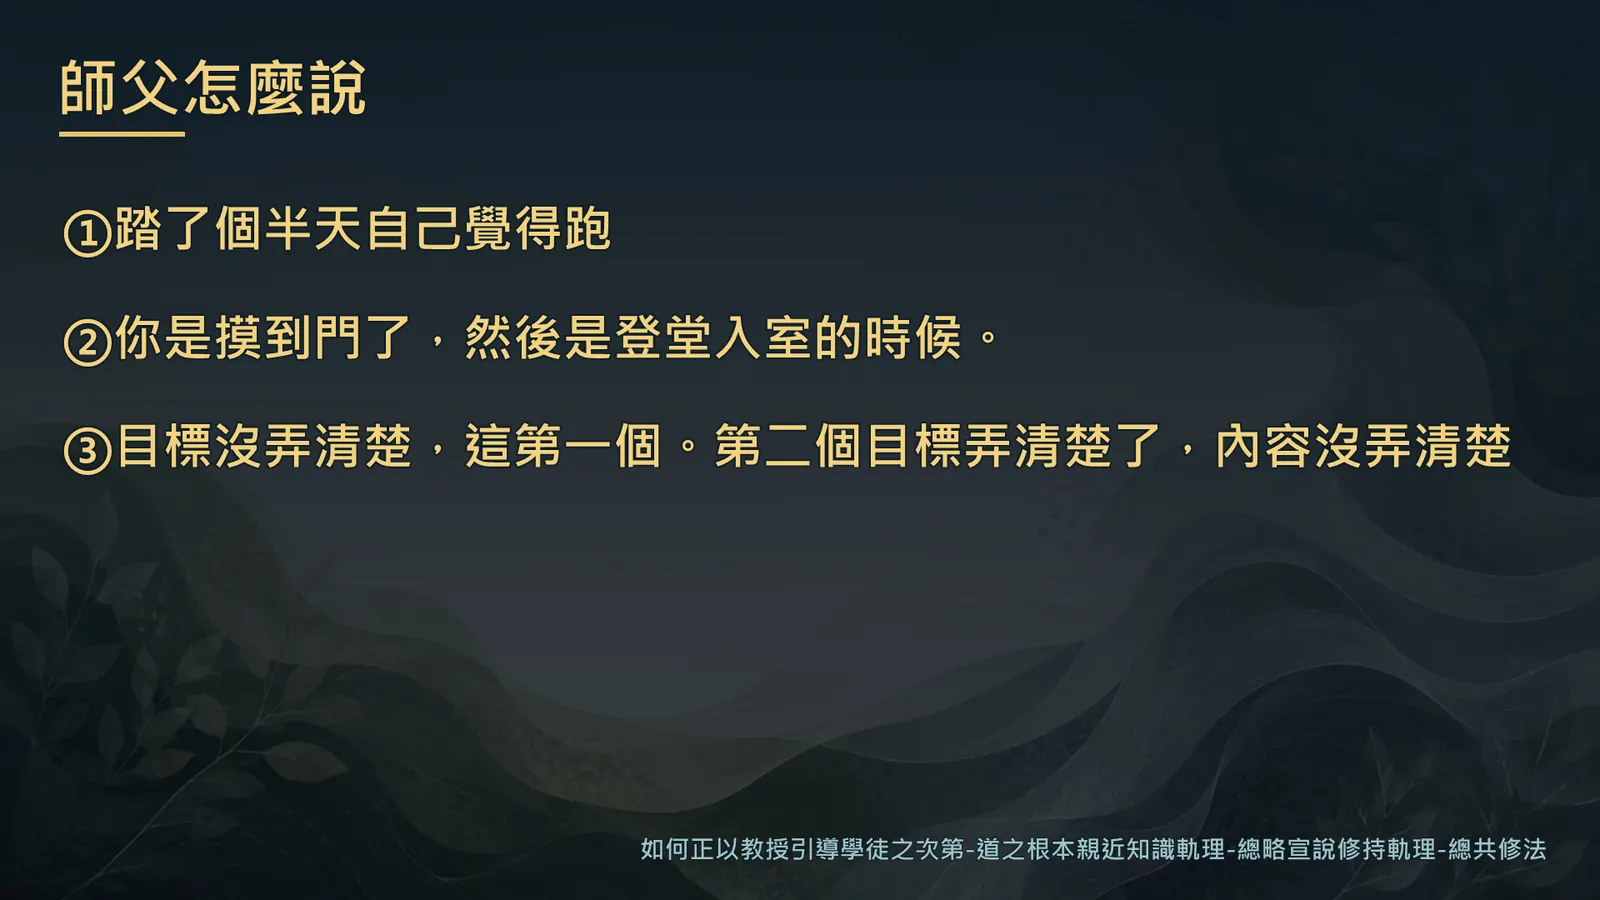 師父怎麼說
①踏了個半天自己覺得跑
②你是摸到門了，然後是登堂入室的時候。
③目標沒弄清楚，這第一個。第二個目標弄清楚了，內容沒弄清楚
如何正以教授引導學徒之次第-道之根本親近知識軌理-總略宣說修持軌理-總共修法